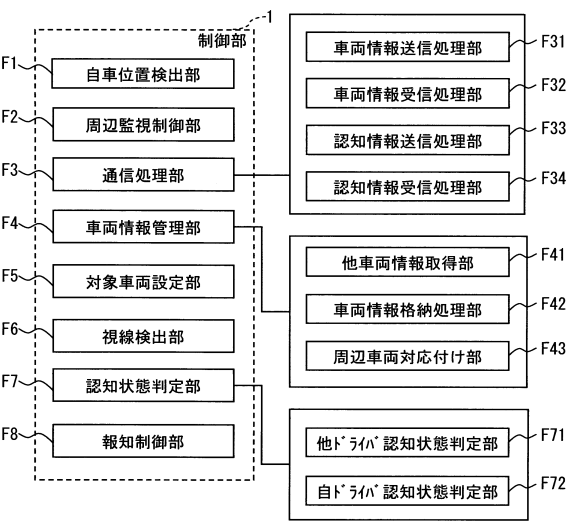 1
制御部
F1 自車位置検出部
F2 周辺監視制御部
F3 通信処理部
F4 車両情報管理部
F5 対象車両設定部
F6 視線検出部
F7 認知状態判定部
F8 報知制御部
車両情報送信処理部 F31
車両情報受信処理部 F32
認知情報送信処理部 F33
認知情報受信処理部 F34
他車両情報取得部 F41
車両情報格納処理部 F42
周辺車両対応付け部 F43
他ﾄﾞﾗｲﾊﾞ認知状態判定部 F71
自ﾄﾞﾗｲﾊﾞ認知状態判定部 F72